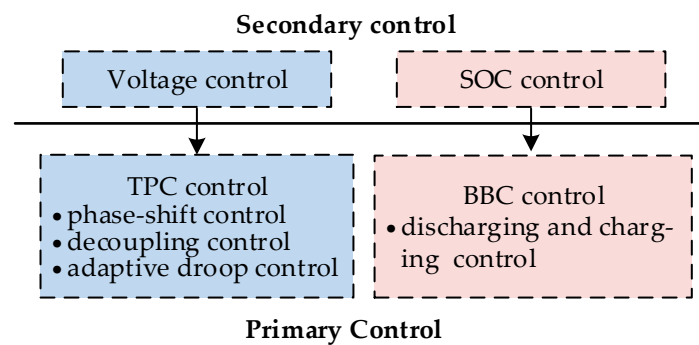 Secondary control
Voltage control
SOC control
TPC control
• phase-shift control
• decoupling control
• adaptive droop control
BBC control
• discharging and charg-
ing control
Primary Control